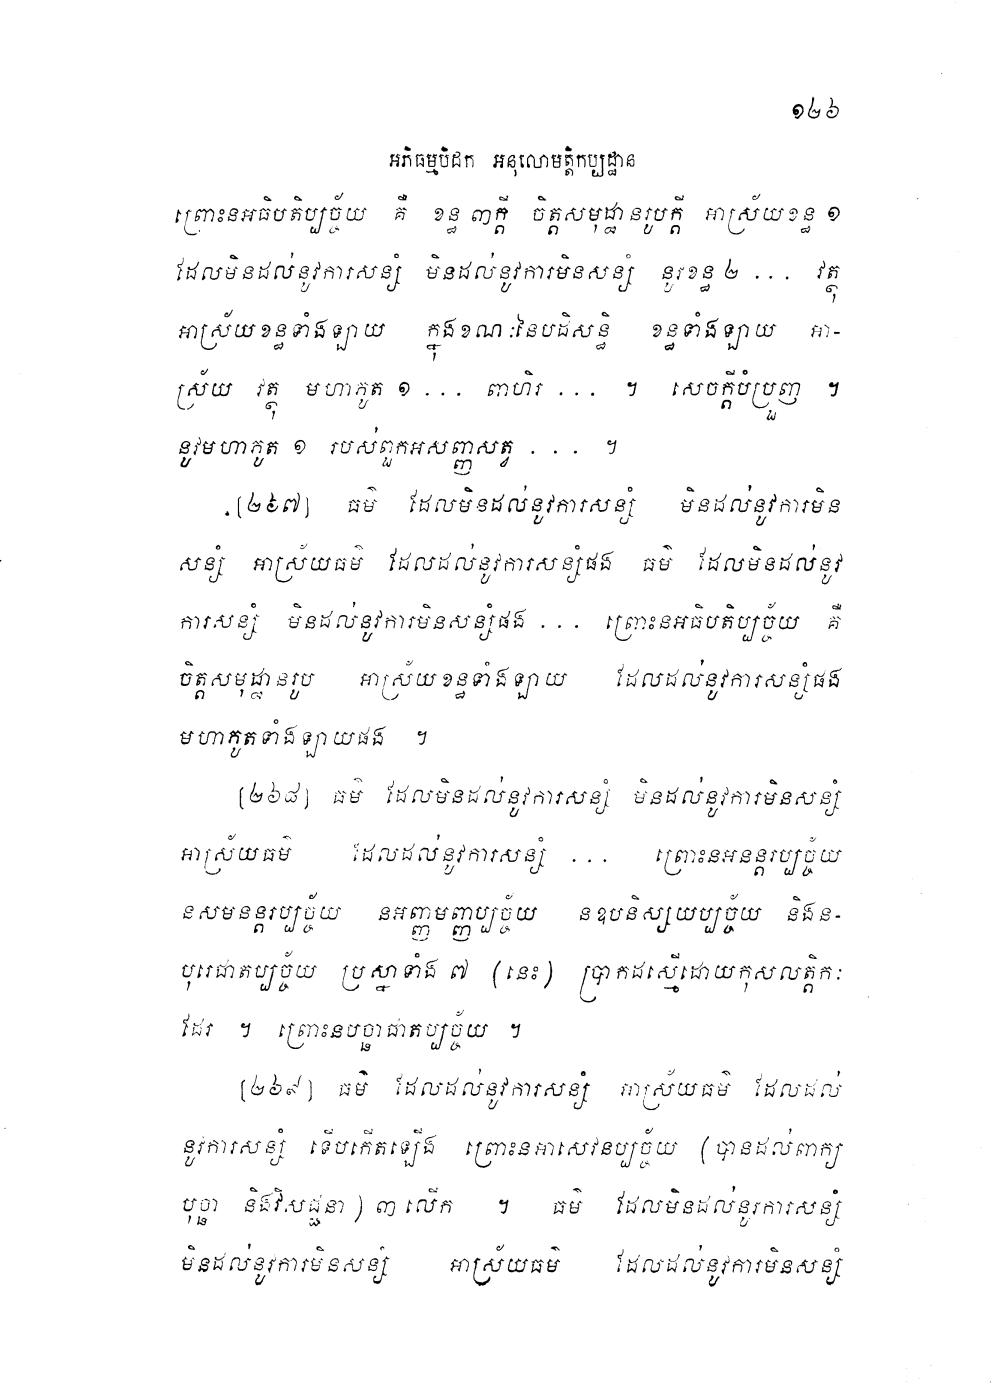 ១២៦
អភិធម្មបិដក អនុលោមត្តិកប្បដ្ឋាន
ព្រោះនអធិបតិប្បច្ច័យ គឺ ខន្ធ ៣ក្តី ចិត្តសមុដ្ឋានរូបក្តី អាស្រ័យខន្ធ ១
ដែលមិនដល់នូវការសន្សំ មិនដល់នូវការមិនសន្សំ នូវខន្ធ ២ ... វត្ថុ
អាស្រ័យខន្ធទាំងឡាយ ក្នុងខណៈនៃបដិសន្ធិ ខន្ធទាំងឡាយ អា-
ស្រ័យ វត្ថុ មហាភូត ១ ... ពាហិរ ... ។ សេចក្តីបំប្រួញ ។
នូវមហាភូត ១ របស់ពួកអសញ្ញសត្វ ... ។
[២៦៧] ធម៌ ដែលមិនដល់នូវការសន្សំ មិនដល់នូវការមិន
សន្សំ អាស្រ័យធម៌ ដែលដល់នូវការសន្សំផង ធម៌ ដែលមិនដល់នូវ
ការសន្សំ មិនដល់នូវការមិនសន្សំផង ... ព្រោះនអធិបតិប្បច្ច័យ គឺ
ចិត្តសមុដ្ឋានរូប អាស្រ័យខន្ធទាំងឡាយ ដែលដល់នូវការសន្សំផង
មហាភូតទាំងឡាយផង ។
[២៦៨] ធម៌ ដែលមិនដល់នូវការសន្សំ មិនដល់នូវការមិនសន្សំ
អាស្រ័យធម៌ ដែលដល់នូវការសន្សំ ... ព្រោះនអនន្តរប្បច្ច័យ
នសមនន្តរប្បច្ច័យ នអញ្ញមញ្ញប្បច្ច័យ នឧបនិស្សយប្បច្ច័យ និងន-
បុរេជាតប្បច្ច័យ ប្រស្នាទាំង ៧ (នេះ) ប្រាកដស្មើដោយកុសលត្តិកៈ
ដែរ ។ ព្រោះនបច្ឆាជាតប្បច្ច័យ ។
[២៦៩] ធម៌ ដែលដល់នូវការសន្សំ អាស្រ័យធម៌ ដែលដល់
នូវការសន្សំ ទើបកើតឡើង ព្រោះនអាសេវនប្បច្ច័យ (បានដល់ពាក្យ
បុច្ឆា និងវិសជ្ជនា) ៣ លើក ។ ធម៌ ដែលមិនដល់នូវការសន្សំ
មិនដល់នូវការមិនសន្សំ អាស្រ័យធម៌ ដែលដល់នូវការមិនសន្សំ